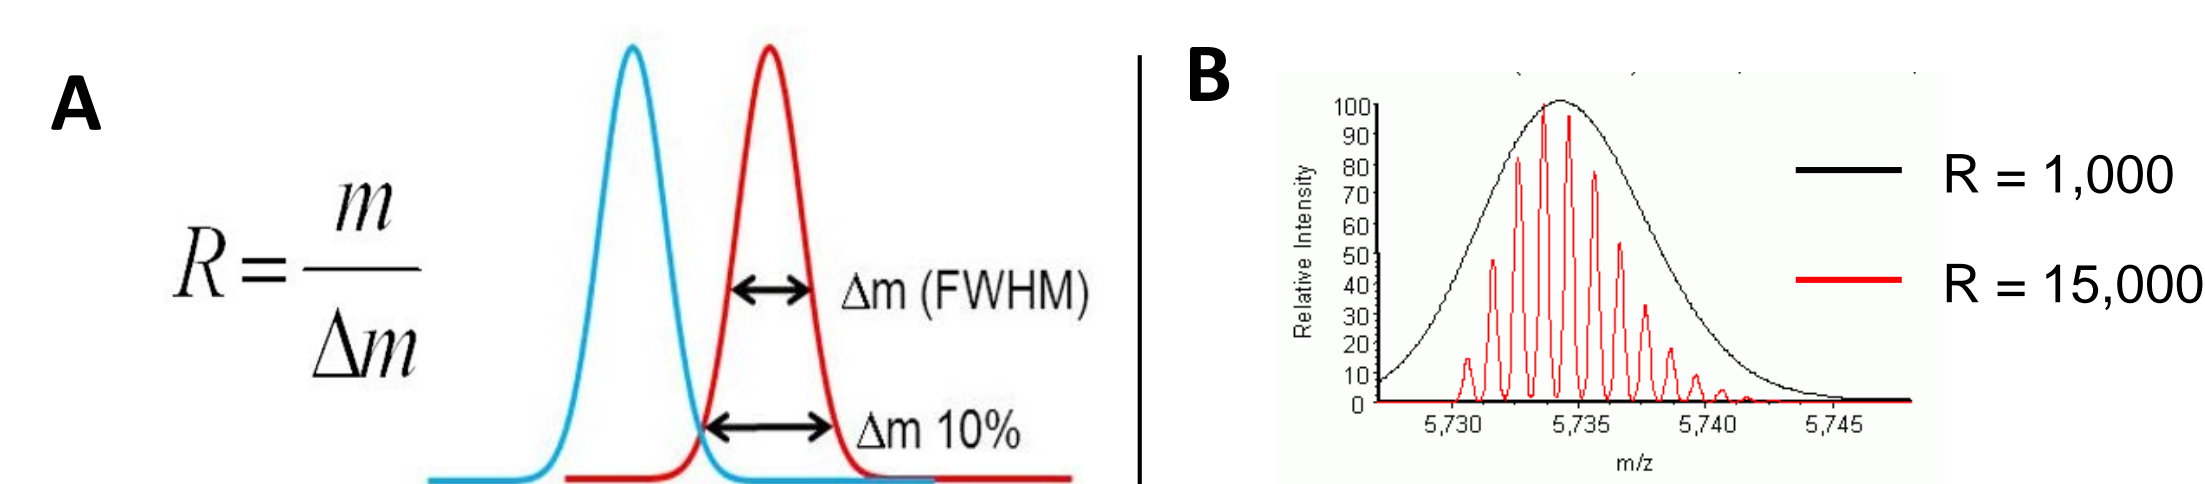 A
R = m / Δm
Δm (FWHM)
Δm 10%
B
100
90
80
70
60
50
40
30
20
10
0
Relative Intensity
5,730 5,735 5,740 5,745
m/z
R = 1,000
R = 15,000